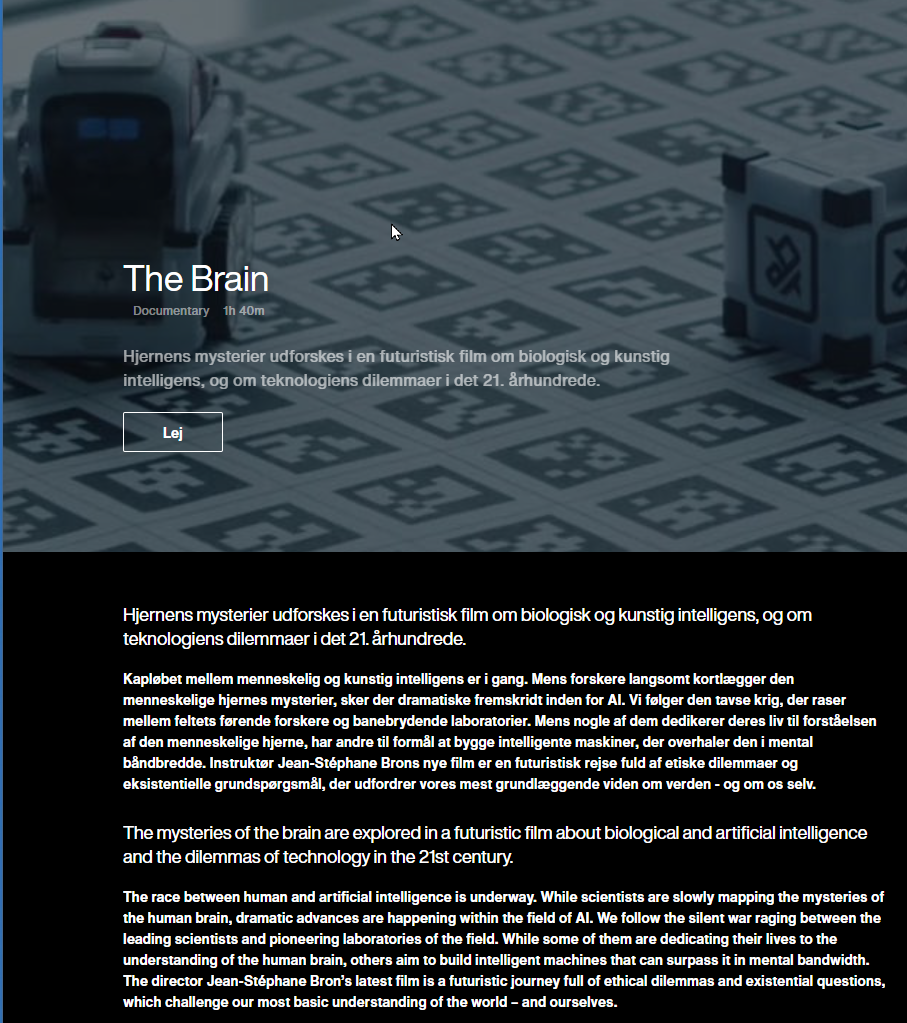 The Brain
Documentary 1h 40m
Hjernens mysterier udforskes i en futuristisk film om biologisk og kunstig
intelligens, og om teknologiens dilemmaer i det 21. århundrede.
Lej
Hjernens mysterier udforskes i en futuristisk film om biologisk og kunstig intelligens, og om
teknologiens dilemmaer i det 21. århundrede.
Kapløbet mellem menneskelig og kunstig intelligens er i gang. Mens forskere langsomt kortlægger den
menneskelige hjernes mysterier, sker der dramatiske fremskridt inden for AI. Vi følger den tavse krig, der raser
mellem feltets førende forskere og banebrydende laboratorier. Mens nogle af dem dedikerer deres liv til forståelsen
af den menneskelige hjerne, har andre til formål at bygge intelligente maskiner, der overhaler den i mental
båndbredde. Instruktør Jean-Stéphane Brons nye film er en futuristisk rejse fuld af etiske dilemmaer og
eksistentielle grundspørgsmål, der udfordrer vores mest grundlæggende viden om verden - og om os selv.
The mysteries of the brain are explored in a futuristic film about biological and artificial intelligence
and the dilemmas of technology in the 21st century.
The race between human and artificial intelligence is underway. While scientists are slowly mapping the mysteries of
the human brain, dramatic advances are happening within the field of AI. We follow the silent war raging between the
leading scientists and pioneering laboratories of the field. While some of them are dedicating their lives to the
understanding of the human brain, others aim to build intelligent machines that can surpass it in mental bandwidth.
The director Jean-Stéphane Bron's latest film is a futuristic journey full of ethical dilemmas and existential questions,
which challenge our most basic understanding of the world – and ourselves.